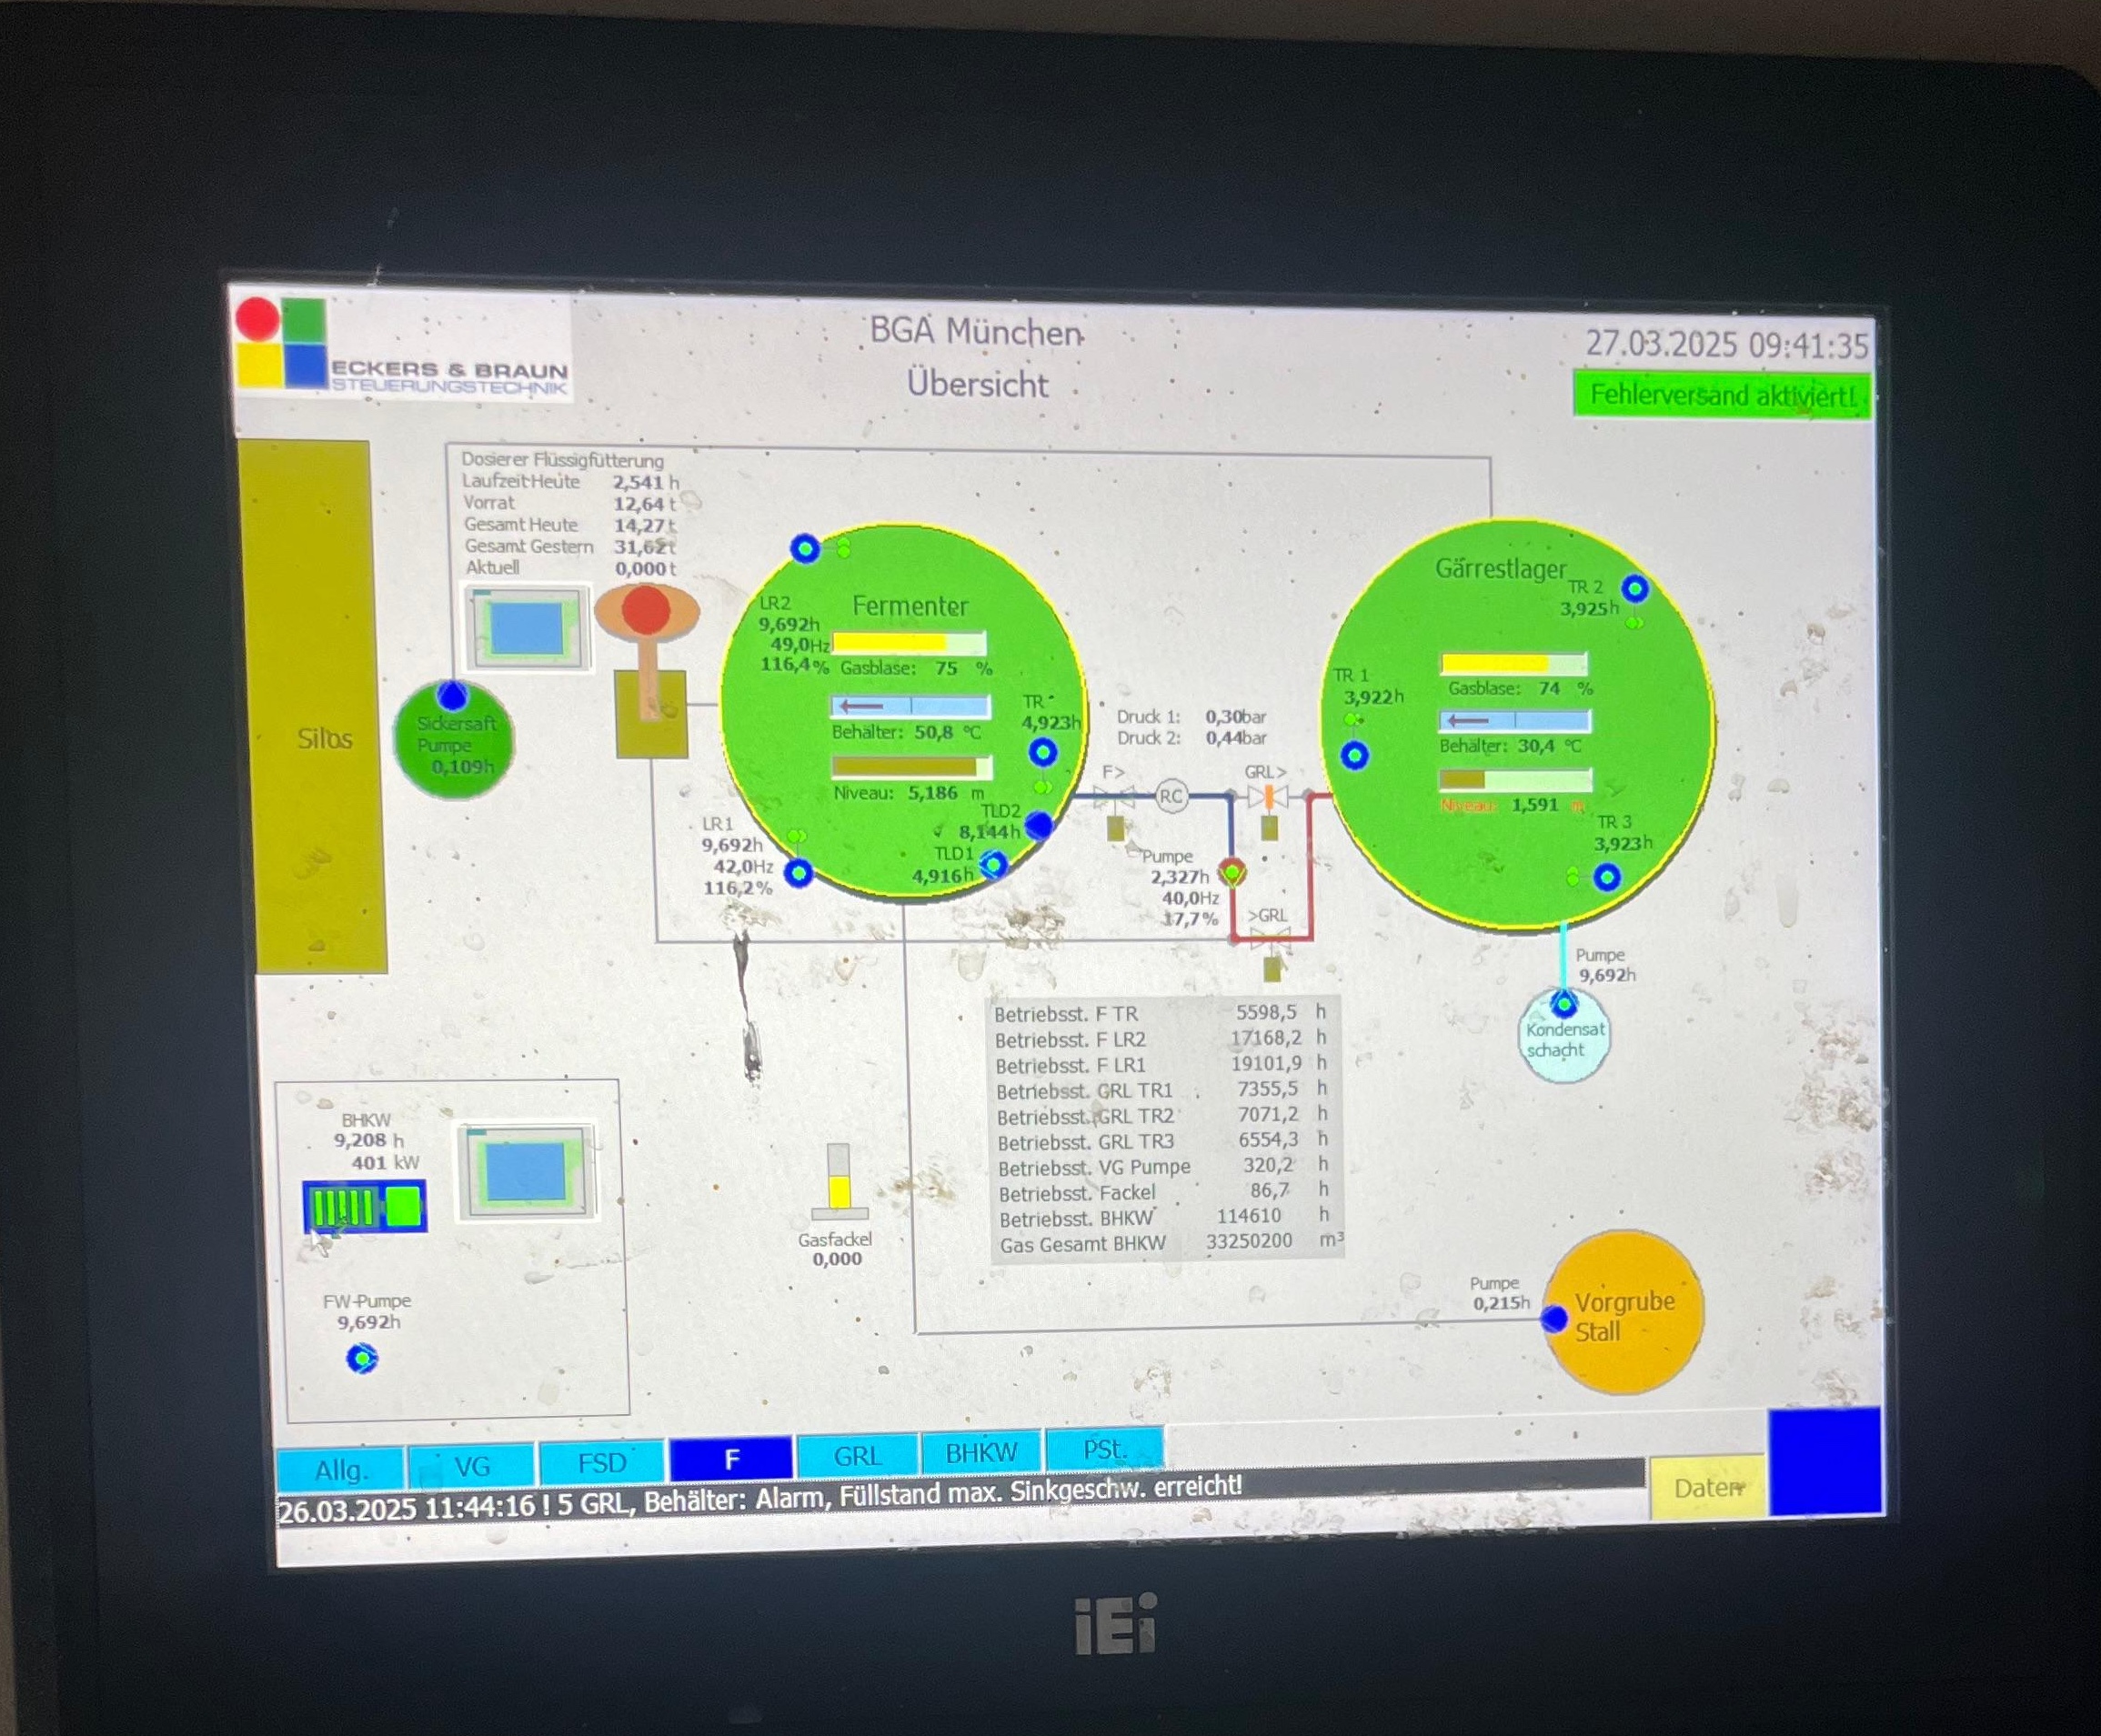 ECKERS & BRAUN
STEUERUNGSTECHNIK
BGA München
Übersicht
27.03.2025 09:41:35
Fehlerversand aktiviert!
Silos
Dosierer Flüssigfütterung
Laufzeit Heute 2,541 h
Vorrat 12,64 t
Gesamt Heute 14,27 t
Gesamt Gestern 31,62 t
Aktuell 0,000 t
Sickersaft
Pumpe
0,109h
Fermenter
LR2
9,692h
49,0Hz
116,4%
Gasblase: 75 %
Behälter: 50,8 °C
Niveau: 5,186 m
TR
4,923h
TLD2
8,144h
TLD1
4,916h
LR1
9,692h
42,0Hz
116,2%
Druck 1: 0,30bar
Druck 2: 0,44bar
F>
RC
GRL>
Pumpe
2,327h
40,0Hz
17,7%
>GRL
Gärrestlager
TR 2
3,925h
TR 1
3,922h
Gasblase: 74 %
Behälter: 30,4 °C
Niveau: 1,591 m
TR 3
3,923h
Pumpe
9,692h
Kondensat
schacht
Betriebsst. F TR 5598,5 h
Betriebsst. F LR2 17168,2 h
Betriebsst. F LR1 19101,9 h
Betriebsst. GRL TR1 7355,5 h
Betriebsst. GRL TR2 7071,2 h
Betriebsst. GRL TR3 6554,3 h
Betriebsst. VG Pumpe 320,2 h
Betriebsst. Fackel 86,7 h
Betriebsst. BHKW 114610 h
Gas Gesamt BHKW 33250200 m³
BHKW
9,208 h
401 kW
FW-Pumpe
9,692h
Gasfackel
0,000
Pumpe
0,215h
Vorgrube
Stall
Allg. VG FSD F GRL BHKW PSt.
26.03.2025 11:44:16 ! 5 GRL, Behälter: Alarm, Füllstand max. Sinkgeschw. erreicht!
Daten
iEi